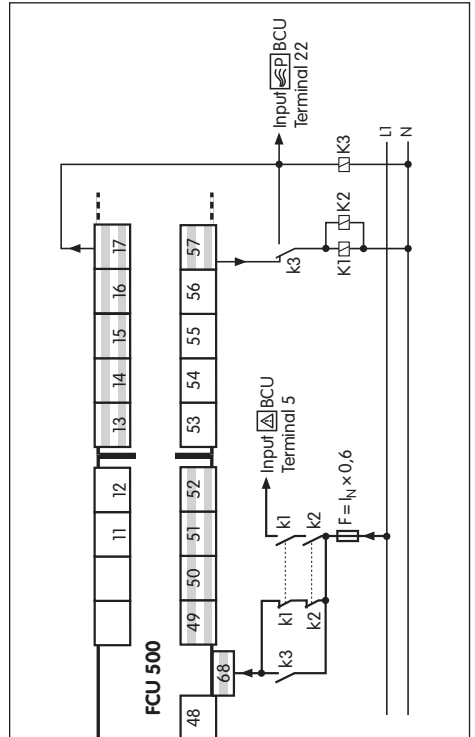 11 12 13 14 15 16 17
FCU 500
48 68 49 50 51 52 53 54 55 56 57
Input P BCU
Terminal 22
Input BCU
Terminal 5
k3
k1 k2
k1 k2
k3
K1 K2 K3
F = IN × 0,6
L1
N